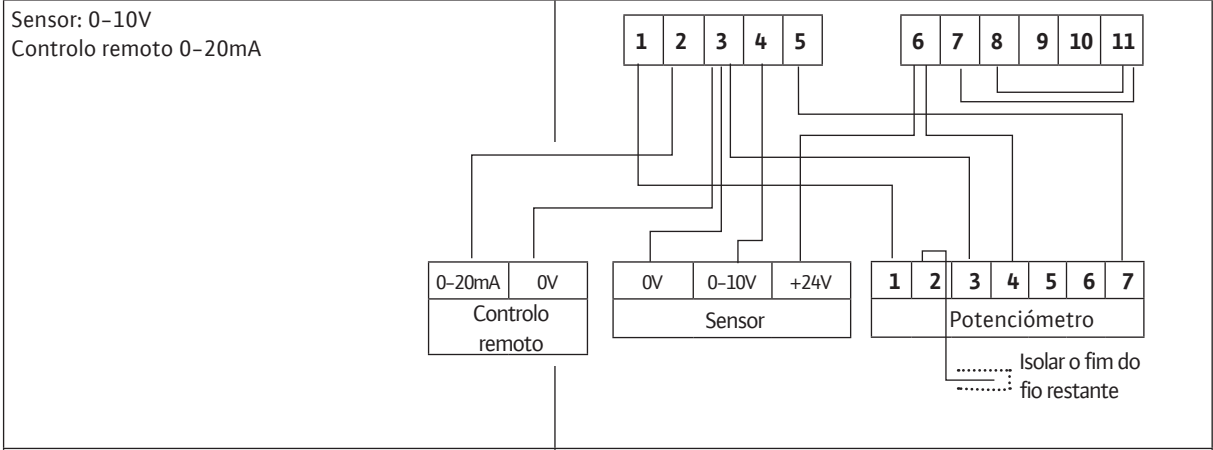 Sensor: 0–10V
Controlo remoto 0–20mA
1 2 3 4 5
6 7 8 9 10 11
0–20mA 0V
Controlo
remoto
0V 0–10V +24V
Sensor
1 2 3 4 5 6 7
Potenciómetro
Isolar o fim do
fio restante